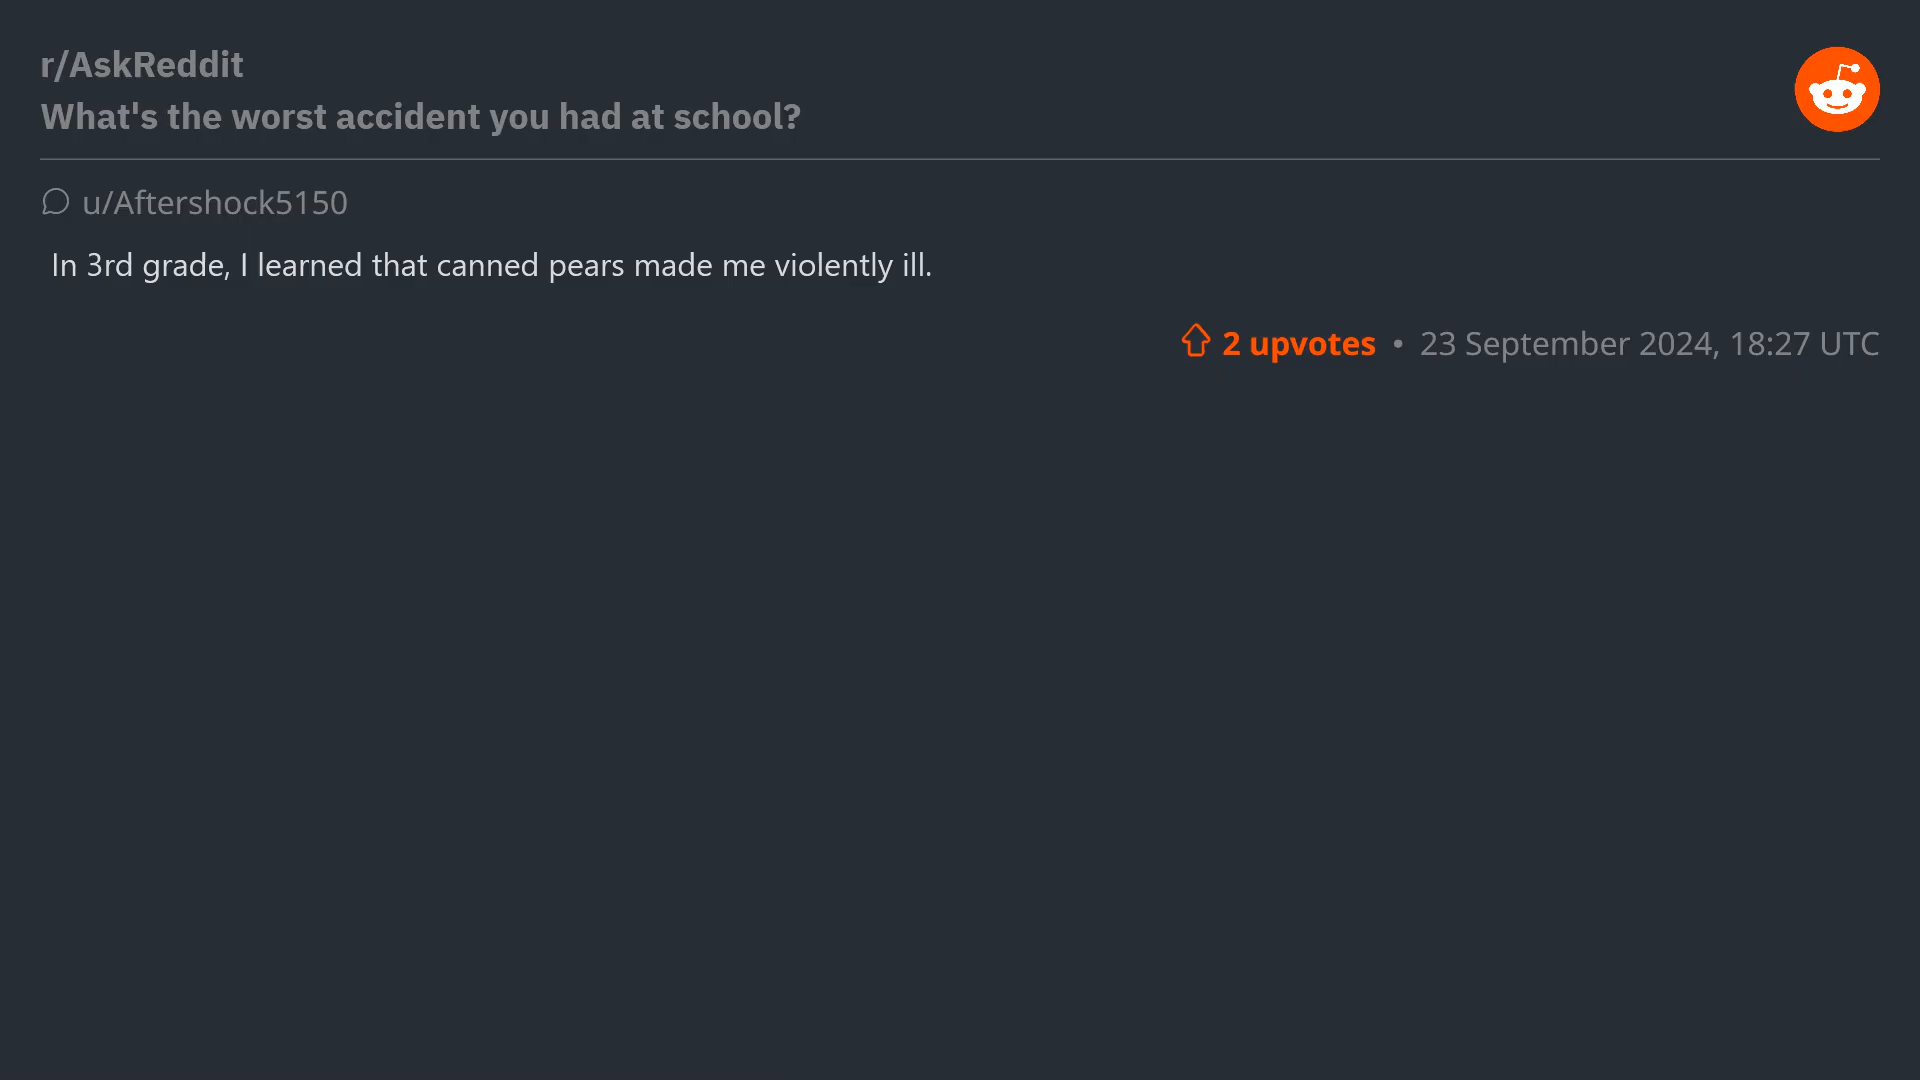 r/AskReddit
What's the worst accident you had at school?
u/Aftershock5150
In 3rd grade, I learned that canned pears made me violently ill.
2 upvotes • 23 September 2024, 18:27 UTC